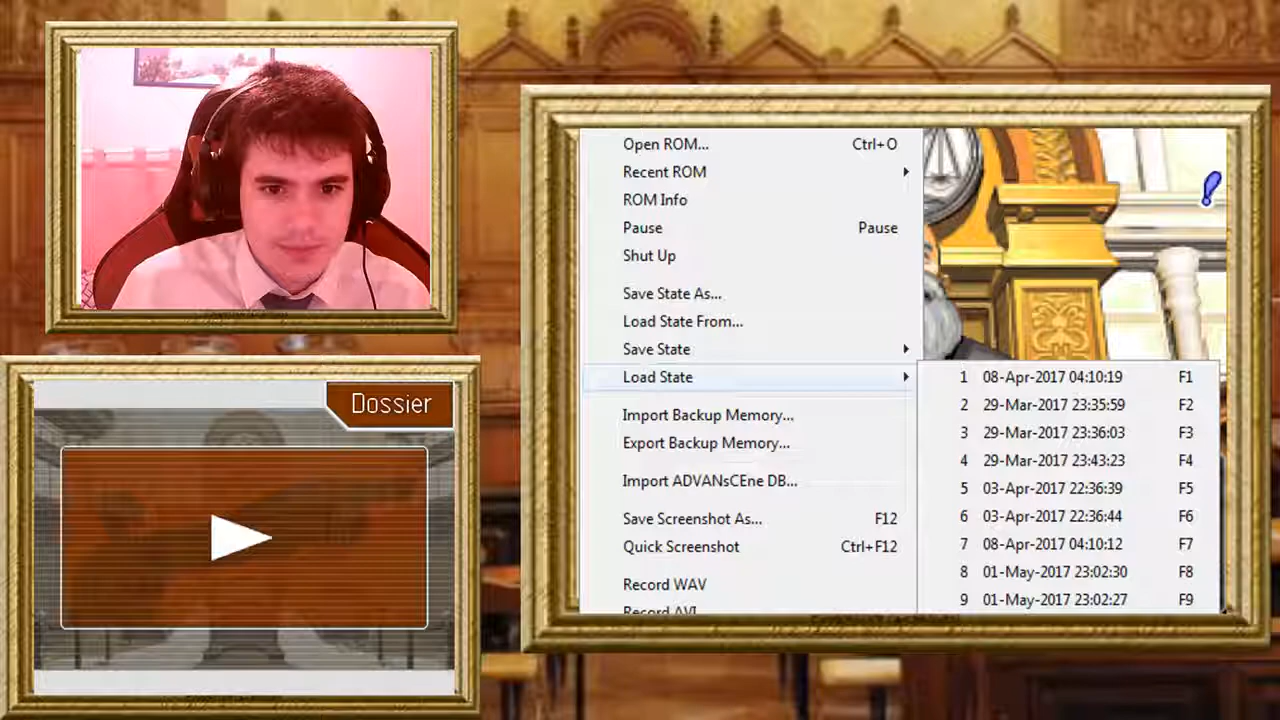 Open ROM... Ctrl+O
Recent ROM
ROM Info
Pause Pause
Shut Up
Save State As...
Load State From...
Save State
Load State
Import Backup Memory...
Export Backup Memory...
Import ADVANsCEne DB...
Save Screenshot As... F12
Quick Screenshot Ctrl+F12
Record WAV
Record AVI
1 08-Apr-2017 04:10:19 F1
2 29-Mar-2017 23:35:59 F2
3 29-Mar-2017 23:36:03 F3
4 29-Mar-2017 23:43:23 F4
5 03-Apr-2017 22:36:39 F5
6 03-Apr-2017 22:36:44 F6
7 08-Apr-2017 04:10:12 F7
8 01-May-2017 23:02:30 F8
9 01-May-2017 23:02:27 F9
!
Dossier